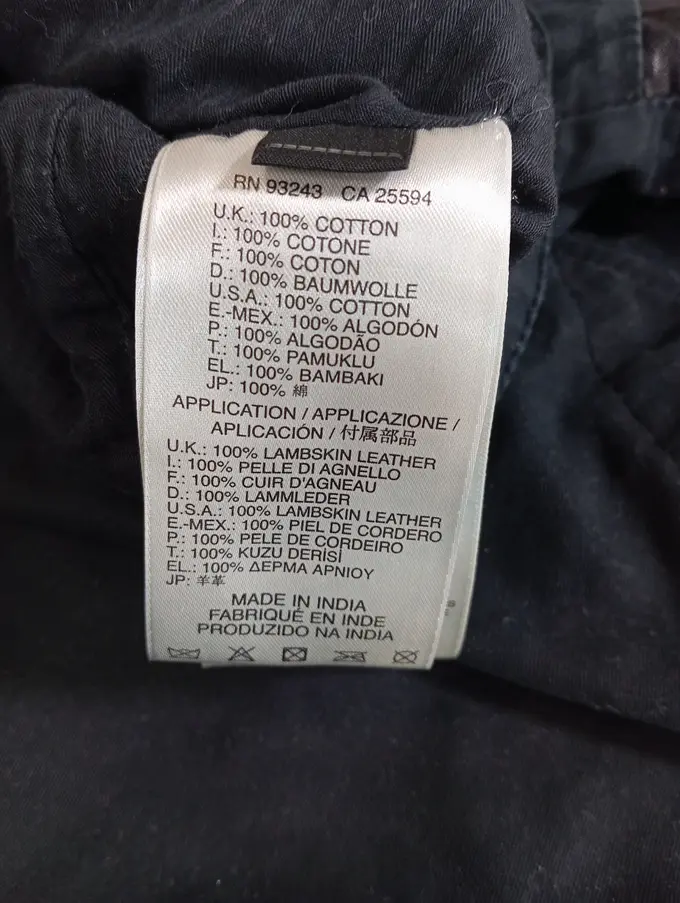 RN 93243 CA 25594
U.K.: 100% COTTON
I.: 100% COTONE
F.: 100% COTON
D.: 100% BAUMWOLLE
U.S.A.: 100% COTTON
E.-MEX.: 100% ALGODÓN
P.: 100% ALGODÃO
T.: 100% PAMUKLU
EL.: 100% BAMBAKI
JP: 100% 綿
APPLICATION / APPLICAZIONE /
APLICACIÓN / 付属部品
U.K.: 100% LAMBSKIN LEATHER
I.: 100% PELLE DI AGNELLO
F.: 100% CUIR D'AGNEAU
D.: 100% LAMMLEDER
U.S.A.: 100% LAMBSKIN LEATHER
E.-MEX.: 100% PIEL DE CORDERO
P.: 100% PELE DE CORDEIRO
T.: 100% KUZU DERİSİ
EL.: 100% ΔΕΡΜΑ ΑΡΝΙΟΥ
JP: 羊革
MADE IN INDIA
FABRIQUÉ EN INDE
PRODUZIDO NA INDIA